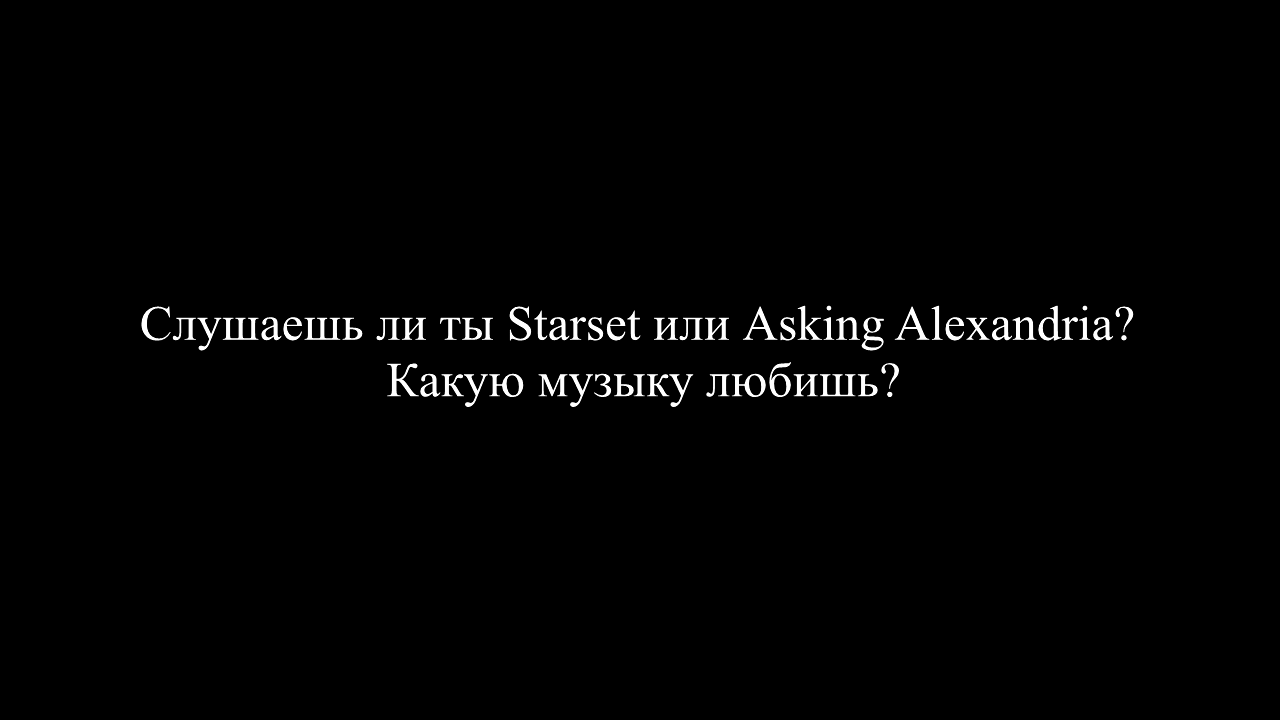 Слушаешь ли ты Starset или Asking Alexandria?
Какую музыку любишь?